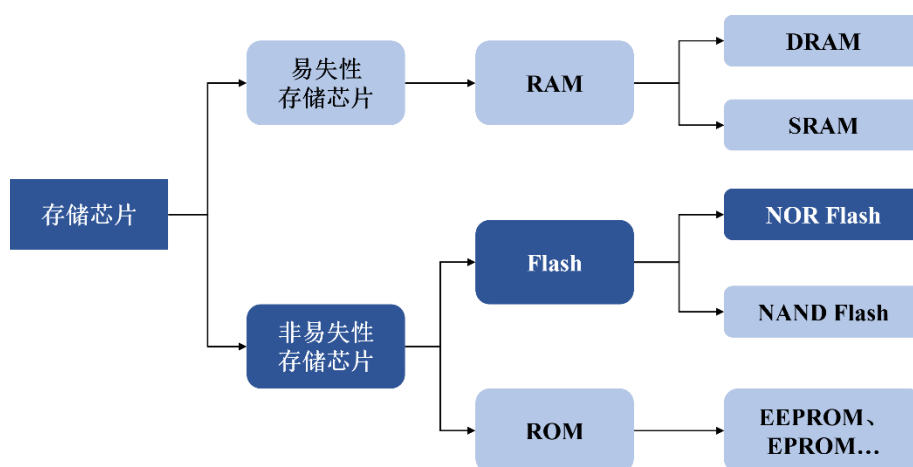 易失性
存储芯片
RAM
DRAM
SRAM
存储芯片
非易失性
存储芯片
Flash
NOR Flash
NAND Flash
ROM
EEPROM、
EPROM…